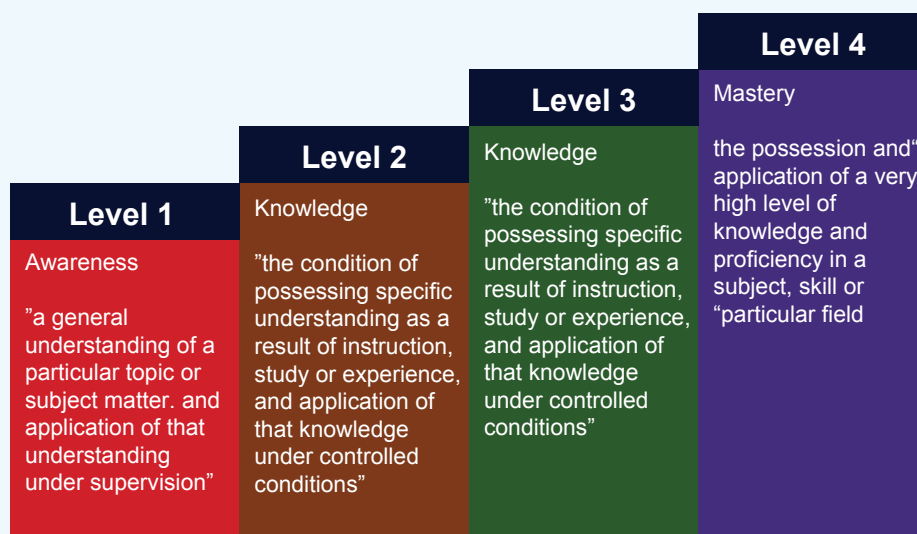 Level 1
Awareness
”a general
understanding of a
particular topic or
subject matter. and
application of that
understanding
under supervision”
Level 2
Knowledge
”the condition of
possessing specific
understanding as a
result of instruction,
study or experience,
and application of
that knowledge
under controlled
conditions”
Level 3
Knowledge
”the condition of
possessing specific
understanding as a
result of instruction,
study or experience,
and application of
that knowledge
under controlled
conditions”
Level 4
Mastery
the possession and“
application of a very
high level of
knowledge and
proficiency in a
subject, skill or
“particular field